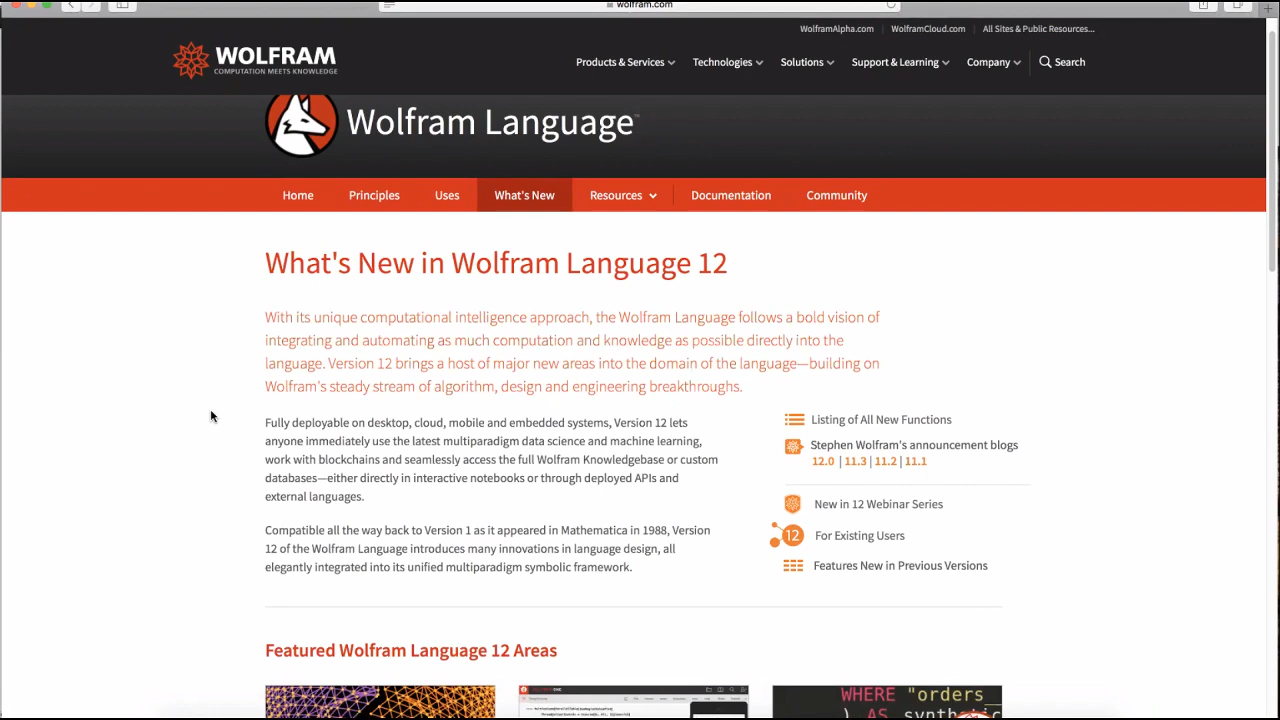 wolfram.com
WolframAlpha.com
WolframCloud.com
All Sites & Public Resources...
WOLFRAM
COMPUTATION MEETS KNOWLEDGE
Products & Services
Technologies
Solutions
Support & Learning
Company
Search
Wolfram Language™
Home
Principles
Uses
What's New
Resources
Documentation
Community
What's New in Wolfram Language 12
With its unique computational intelligence approach, the Wolfram Language follows a bold vision of
integrating and automating as much computation and knowledge as possible directly into the
language. Version 12 brings a host of major new areas into the domain of the language—building on
Wolfram's steady stream of algorithm, design and engineering breakthroughs.
Fully deployable on desktop, cloud, mobile and embedded systems, Version 12 lets
anyone immediately use the latest multiparadigm data science and machine learning,
work with blockchains and seamlessly access the full Wolfram Knowledgebase or custom
databases—either directly in interactive notebooks or through deployed APIs and
external languages.
Compatible all the way back to Version 1 as it appeared in Mathematica in 1988, Version
12 of the Wolfram Language introduces many innovations in language design, all
elegantly integrated into its unified multiparadigm symbolic framework.
Listing of All New Functions
Stephen Wolfram's announcement blogs
12.0 | 11.3 | 11.2 | 11.1
New in 12 Webinar Series
12 For Existing Users
Features New in Previous Versions
Featured Wolfram Language 12 Areas
WHERE "orders_
) AS